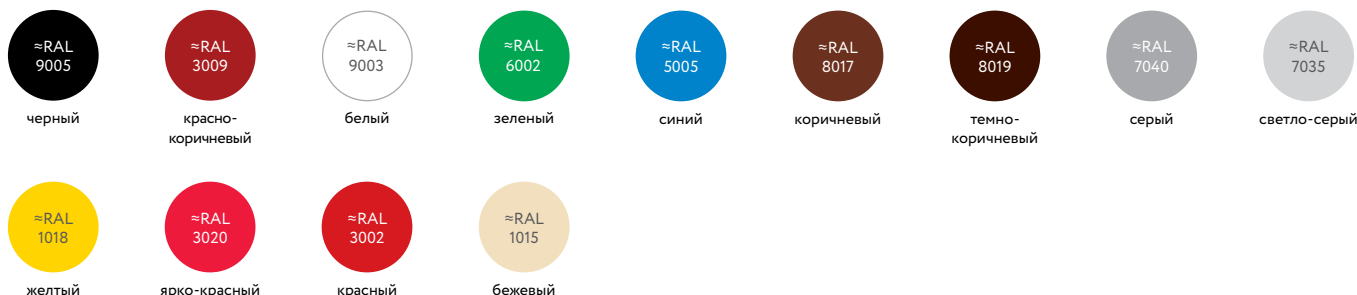 ≈RAL
9005
черный
≈RAL
3009
красно-
коричневый
≈RAL
9003
белый
≈RAL
6002
зеленый
≈RAL
5005
синий
≈RAL
8017
коричневый
≈RAL
8019
темно-
коричневый
≈RAL
7040
серый
≈RAL
7035
светло-серый
≈RAL
1018
желтый
≈RAL
3020
ярко-красный
≈RAL
3002
красный
≈RAL
1015
бежевый